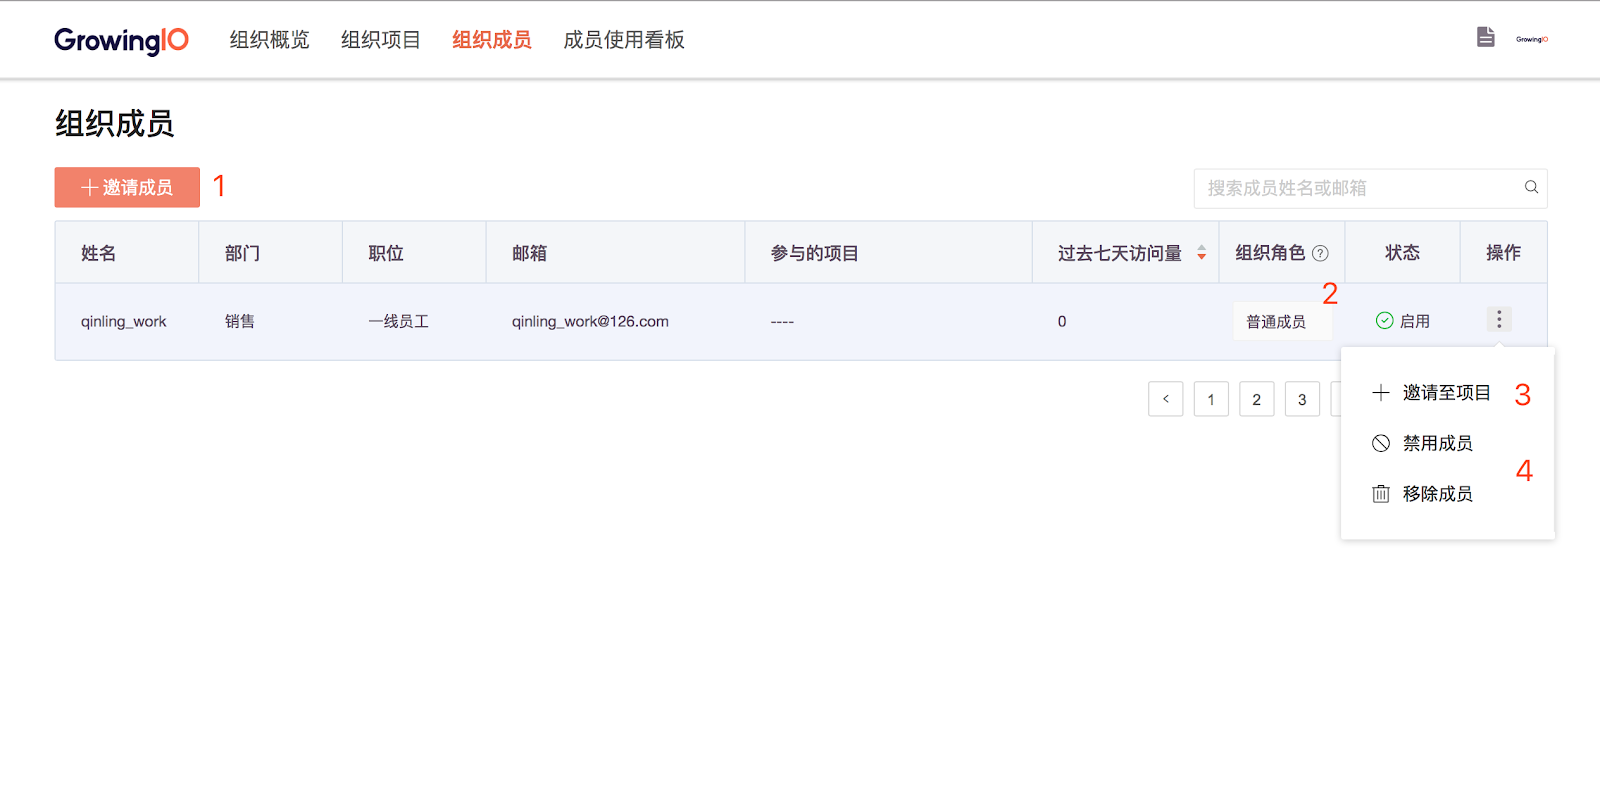 GrowingIO 组织概览 组织项目 组织成员 成员使用看板 GrowingIO
组织成员
邀请成员 1 搜索成员姓名或邮箱
姓名 部门 职位 邮箱 参与的项目 过去七天访问量 组织角色 ? 状态 操作
2
qinling_work 销售 一线员工 qinling_work@126.com ---- 0 普通成员 启用
< 1 2 3
邀请至项目 3
禁用成员
4
移除成员